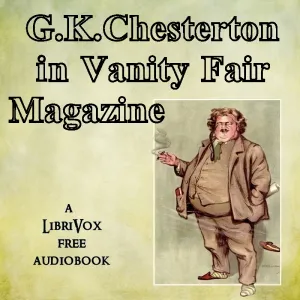 G.K.Chesterton
in Vanity Fair
Magazine
A
LIBRIVOX
FREE
AUDIOBOOK